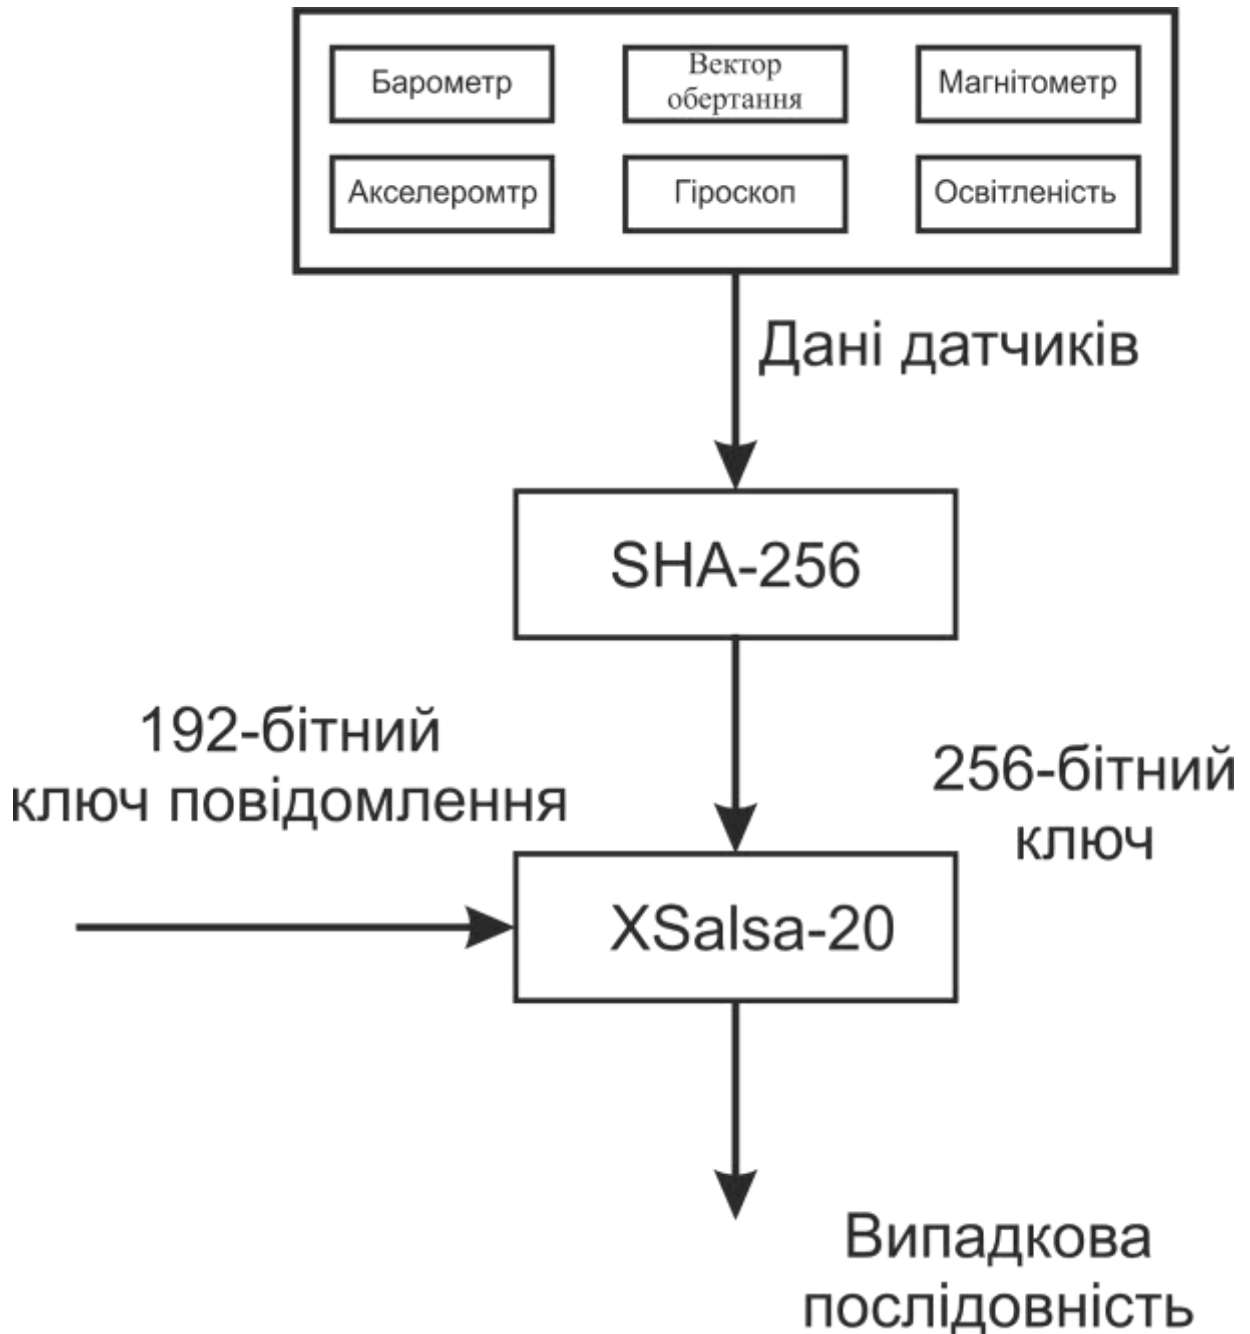 Барометр
Вектор
обертання
Магнітометр
Акселеромтр
Гіроскоп
Освітленість
Дані датчиків
SHA-256
192-бітний
ключ повідомлення
256-бітний
ключ
XSalsa-20
Випадкова
послідовність